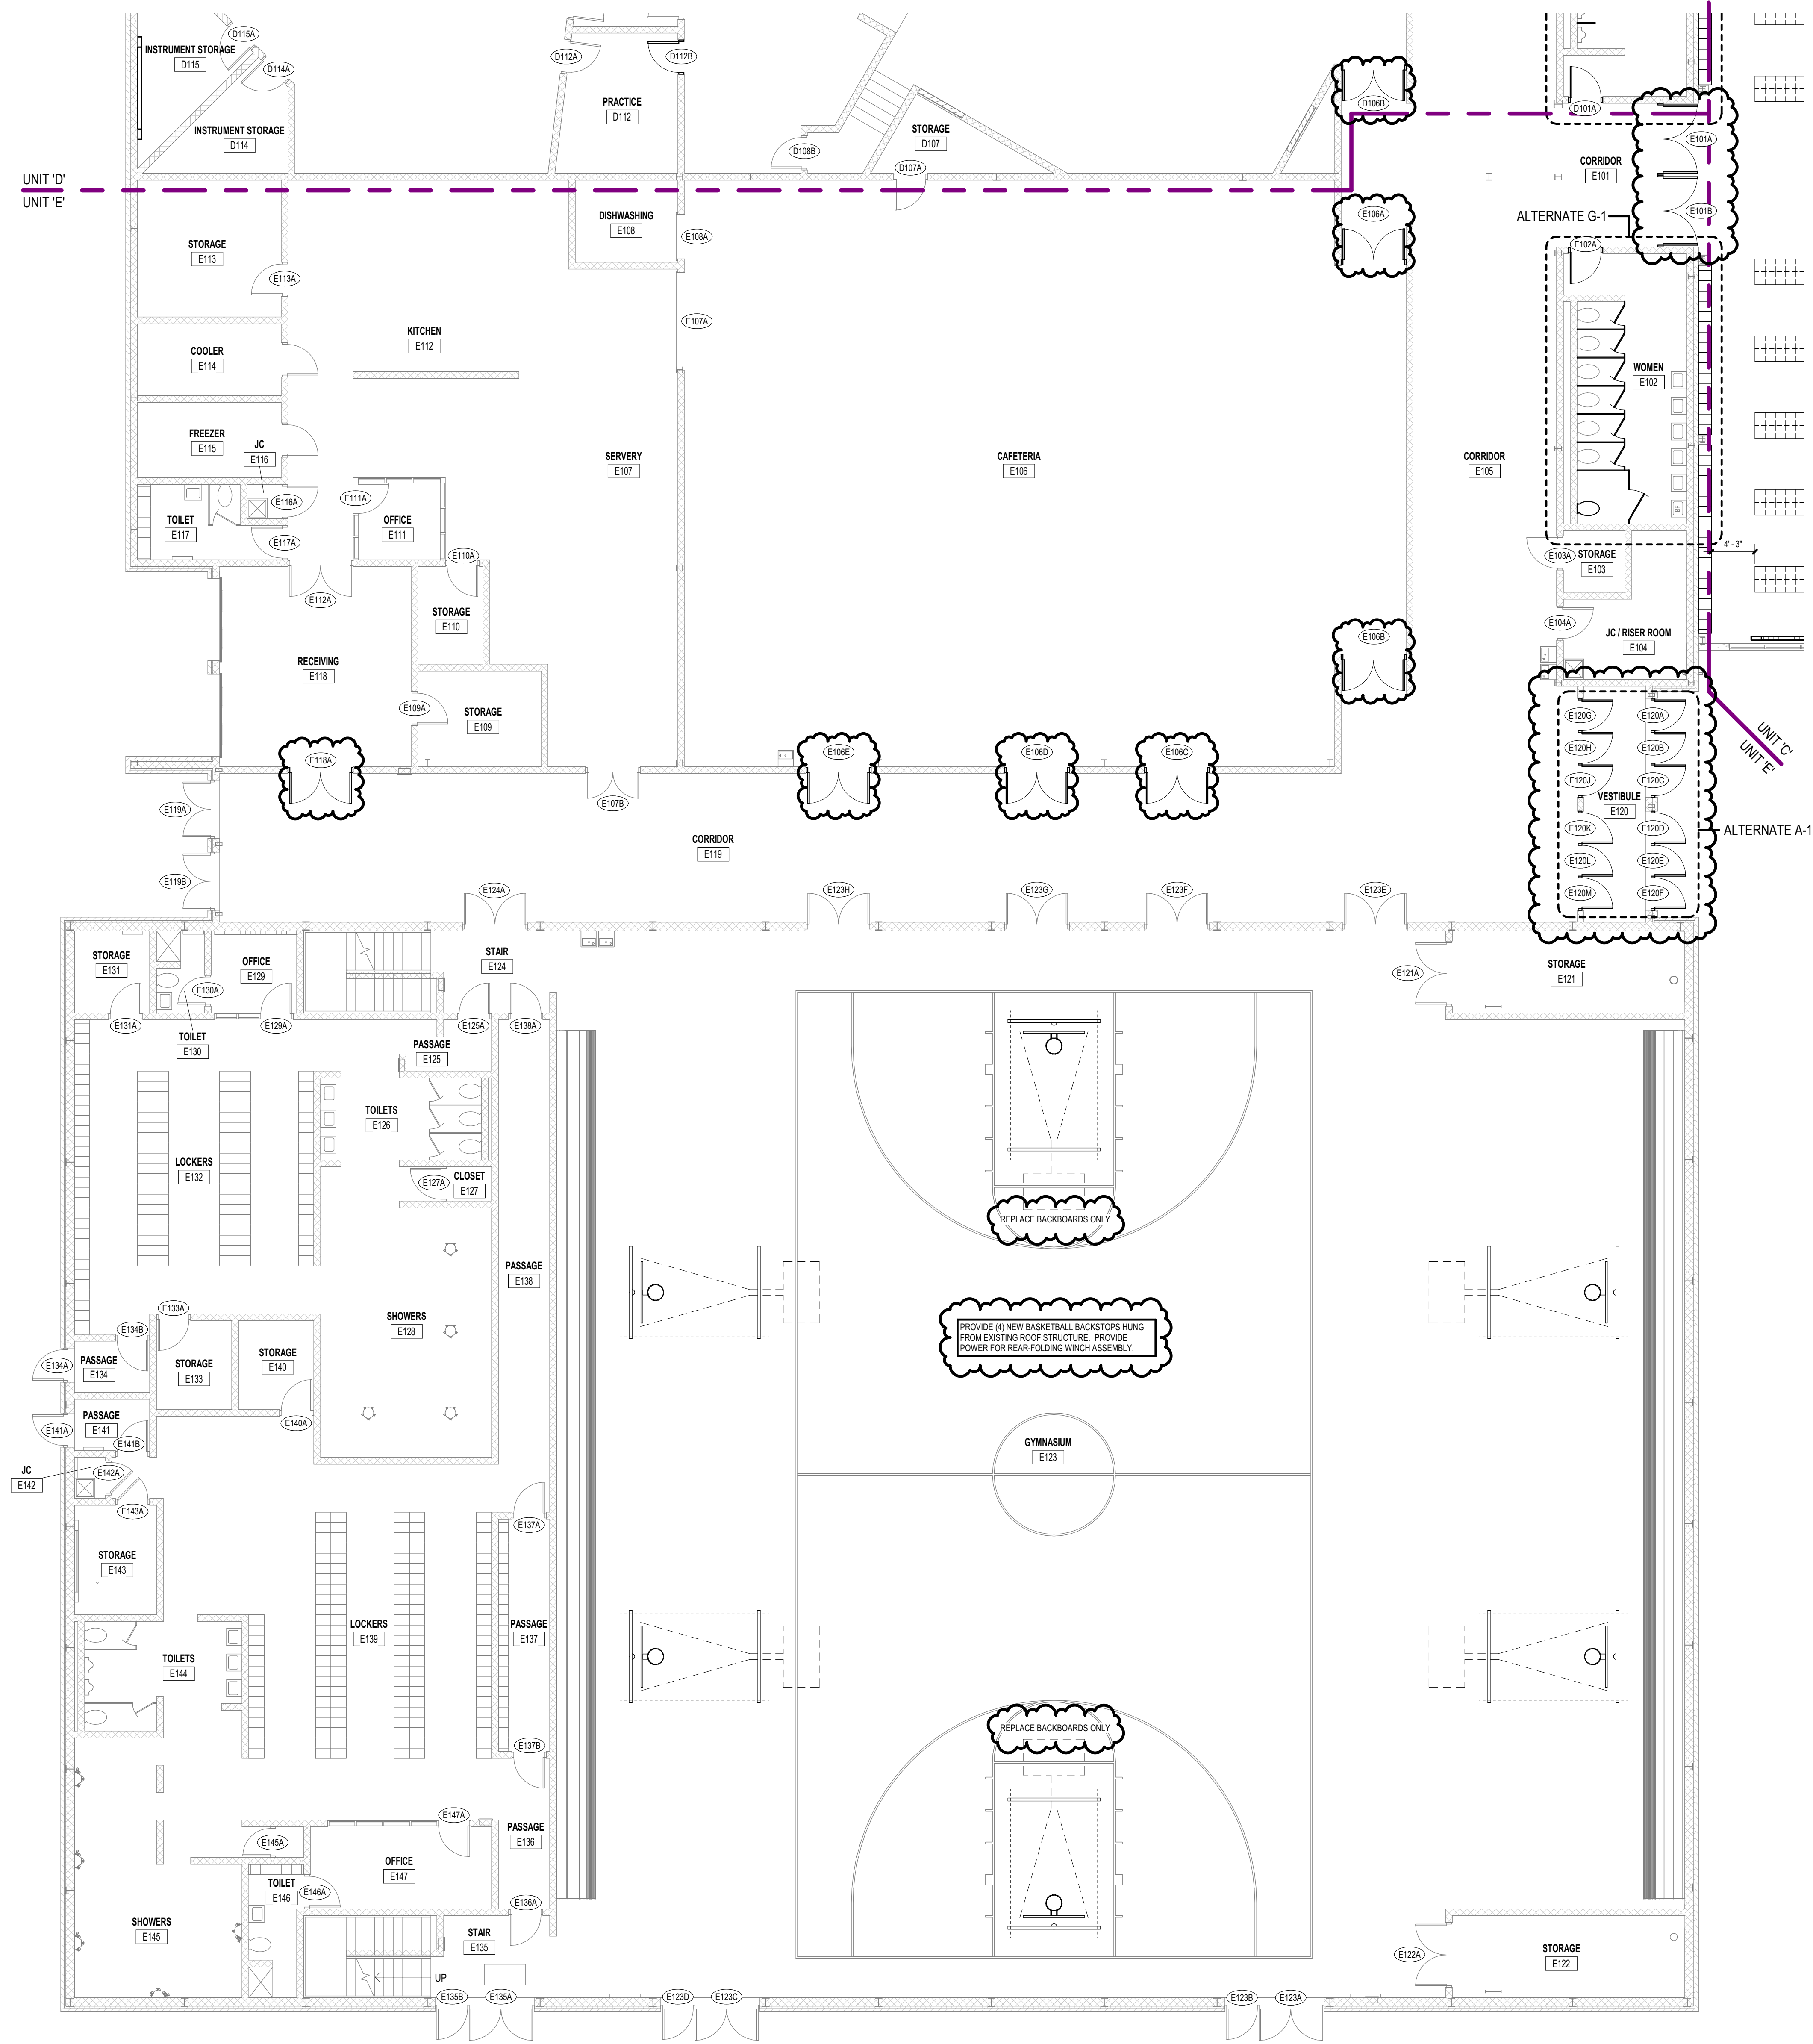 D115A
INSTRUMENT STORAGE
D115
D114A
D112A
D112B
PRACTICE
D112
INSTRUMENT STORAGE
D114
D108B
STORAGE
D107
D107A
D106B
D101A
E101A
CORRIDOR
E101
E101B
ALTERNATE G-1
UNIT 'D'
UNIT 'E'
DISHWASHING
E108
E108A
E106A
E102A
STORAGE
E113
E113A
E107A
KITCHEN
E112
COOLER
E114
WOMEN
E102
FREEZER
E115
JC
E116
SERVERY
E107
CAFETERIA
E106
CORRIDOR
E105
E116A
E111A
TOILET
E117
OFFICE
E111
E117A
E110A
E103A
STORAGE
E103
4' - 3"
E112A
STORAGE
E110
E104A
JC / RISER ROOM
E104
E106B
RECEIVING
E118
E109A
STORAGE
E109
E118A
E106E
E106D
E106C
E107B
E120G
E120A
E120H
E120B
E120J
E120C
VESTIBULE
E120
E120K
E120D
E120L
E120E
E120M
E120F
UNIT 'C'
UNIT 'E'
ALTERNATE A-1
E119A
CORRIDOR
E119
E119B
E124A
E123H
E123G
E123F
E123E
STORAGE
E131
OFFICE
E129
STAIR
E124
E130A
E121A
STORAGE
E121
E131A
E129A
E125A
E138A
TOILET
E130
PASSAGE
E125
TOILETS
E126
LOCKERS
E132
E127A
CLOSET
E127
REPLACE BACKBOARDS ONLY
PASSAGE
E138
SHOWERS
E128
E133A
E134B
E134A
PASSAGE
E134
STORAGE
E133
STORAGE
E140
PROVIDE (4) NEW BASKETBALL BACKSTOPS HUNG
FROM EXISTING ROOF STRUCTURE. PROVIDE
POWER FOR REAR-FOLDING WINCH ASSEMBLY.
PASSAGE
E141
E141A
E141B
E140A
GYMNASIUM
E123
JC
E142
E142A
E143A
E137A
STORAGE
E143
LOCKERS
E139
PASSAGE
E137
TOILETS
E144
REPLACE BACKBOARDS ONLY
E137B
E147A
E145A
PASSAGE
E136
OFFICE
E147
TOILET
E146
E146A
E136A
SHOWERS
E145
STAIR
E135
UP
E122A
STORAGE
E122
E135B
E135A
E123D
E123C
E123B
E123A